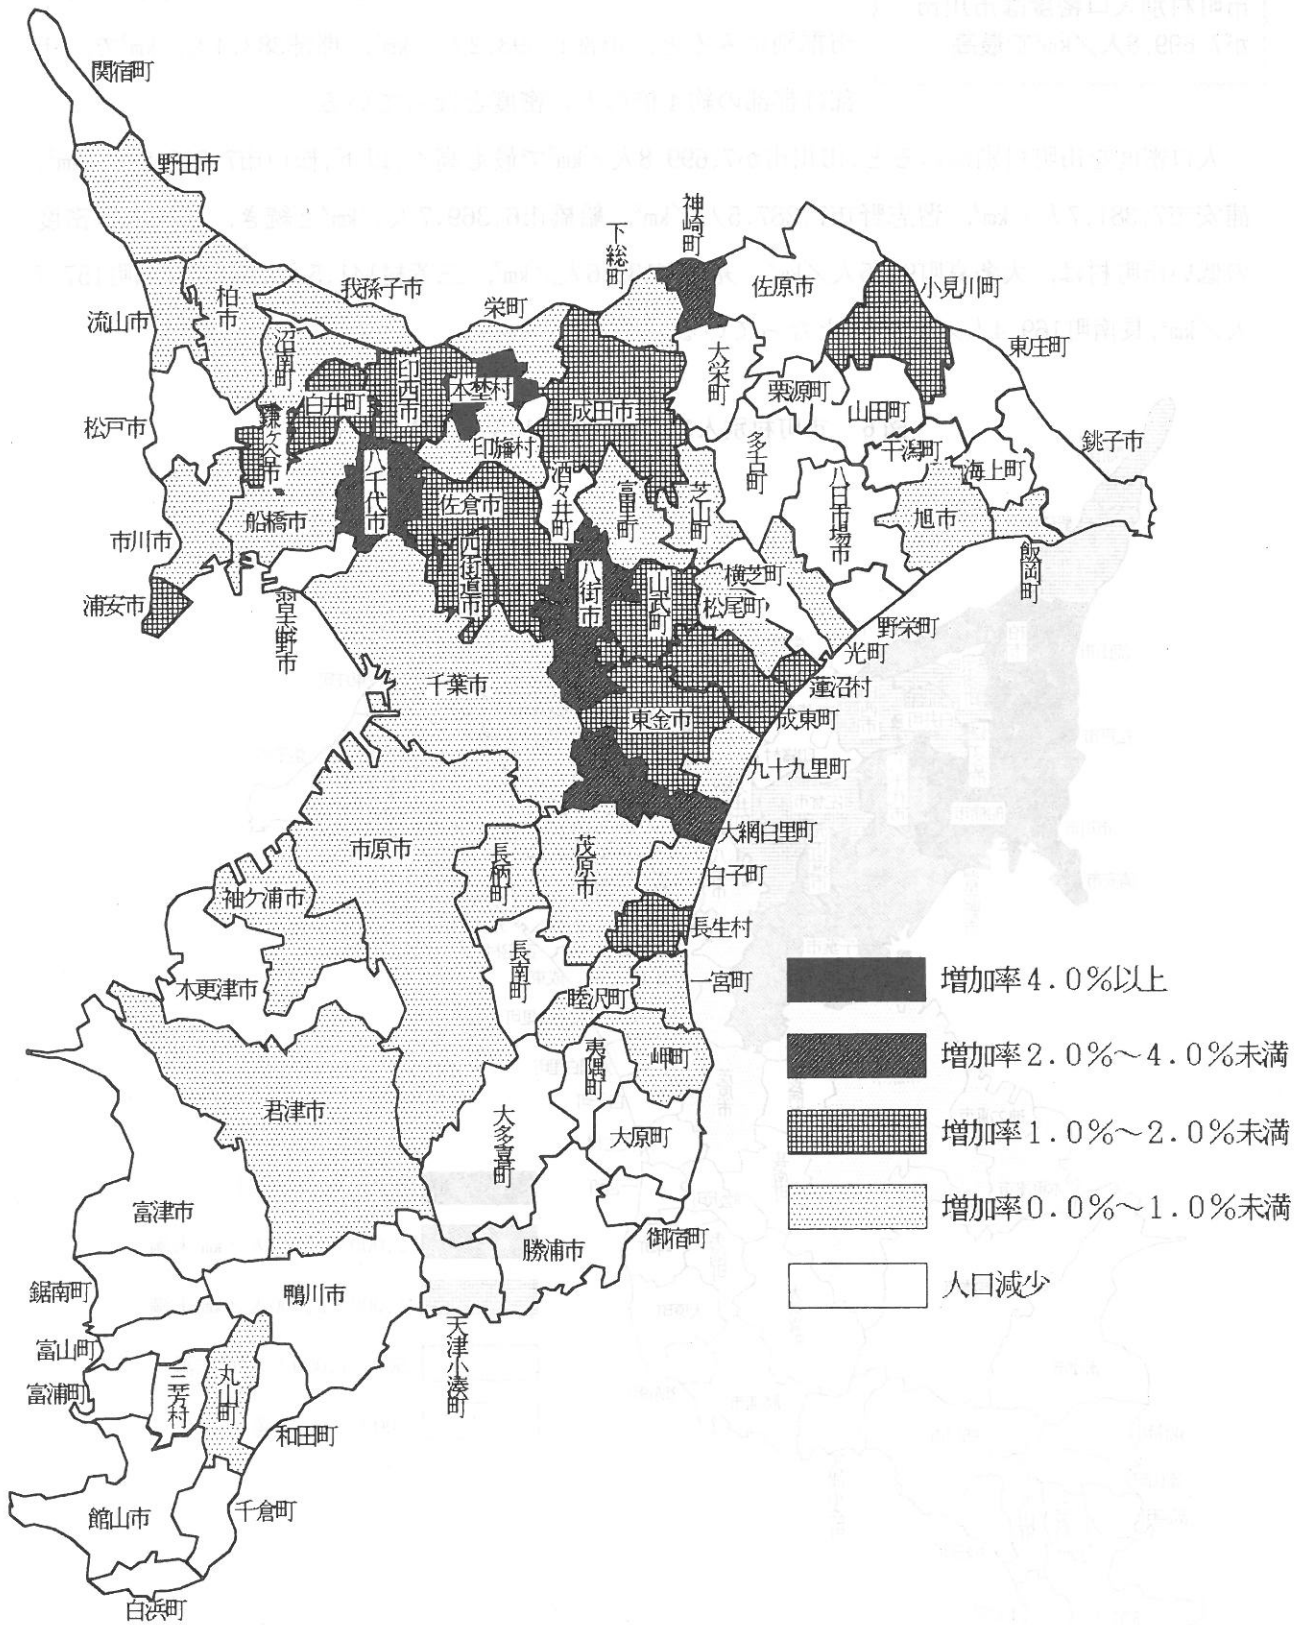 関宿町
野田市
神崎町
下総町
佐原市
小見川町
柏市
我孫子市
栄町
流山市
沼南町
東庄町
印西市
大栄町
本埜村
白井町
栗源町
成田市
山田町
鎌ヶ谷市
松戸市
銚子市
印旛村
多古町
干潟町
海上町
八千代市
酒々井町
富里町
芝山町
八日市場市
佐倉市
船橋市
旭市
市川市
四街道市
飯岡町
八街市
山武町
横芝町
浦安市
習志野市
松尾町
野栄町
光町
千葉市
蓮沼村
東金市
成東町
九十九里町
大網白里町
市原市
長柄町
茂原市
白子町
袖ケ浦市
長生村
長南町
木更津市
睦沢町
一宮町
夷隅町
岬町
君津市
大多喜町
大原町
富津市
勝浦市
御宿町
鋸南町
鴨川市
天津小湊町
富山町
三芳村
丸山町
富浦町
和田町
館山市
千倉町
白浜町
増加率4.0%以上
増加率2.0%～4.0%未満
増加率1.0%～2.0%未満
増加率0.0%～1.0%未満
人口減少